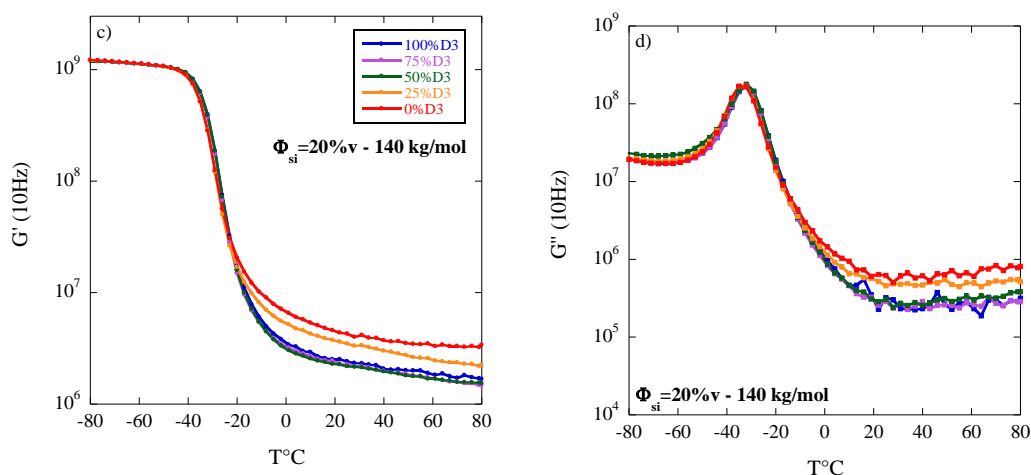 c)
100%D3
75%D3
50%D3
25%D3
0%D3
Φsi=20%v - 140 kg/mol
G' (10Hz)
10^9
10^8
10^7
10^6
-80 -60 -40 -20 0 20 40 60 80
T°C
d)
Φsi=20%v - 140 kg/mol
G" (10Hz)
10^9
10^8
10^7
10^6
10^5
10^4
-80 -60 -40 -20 0 20 40 60 80
T°C